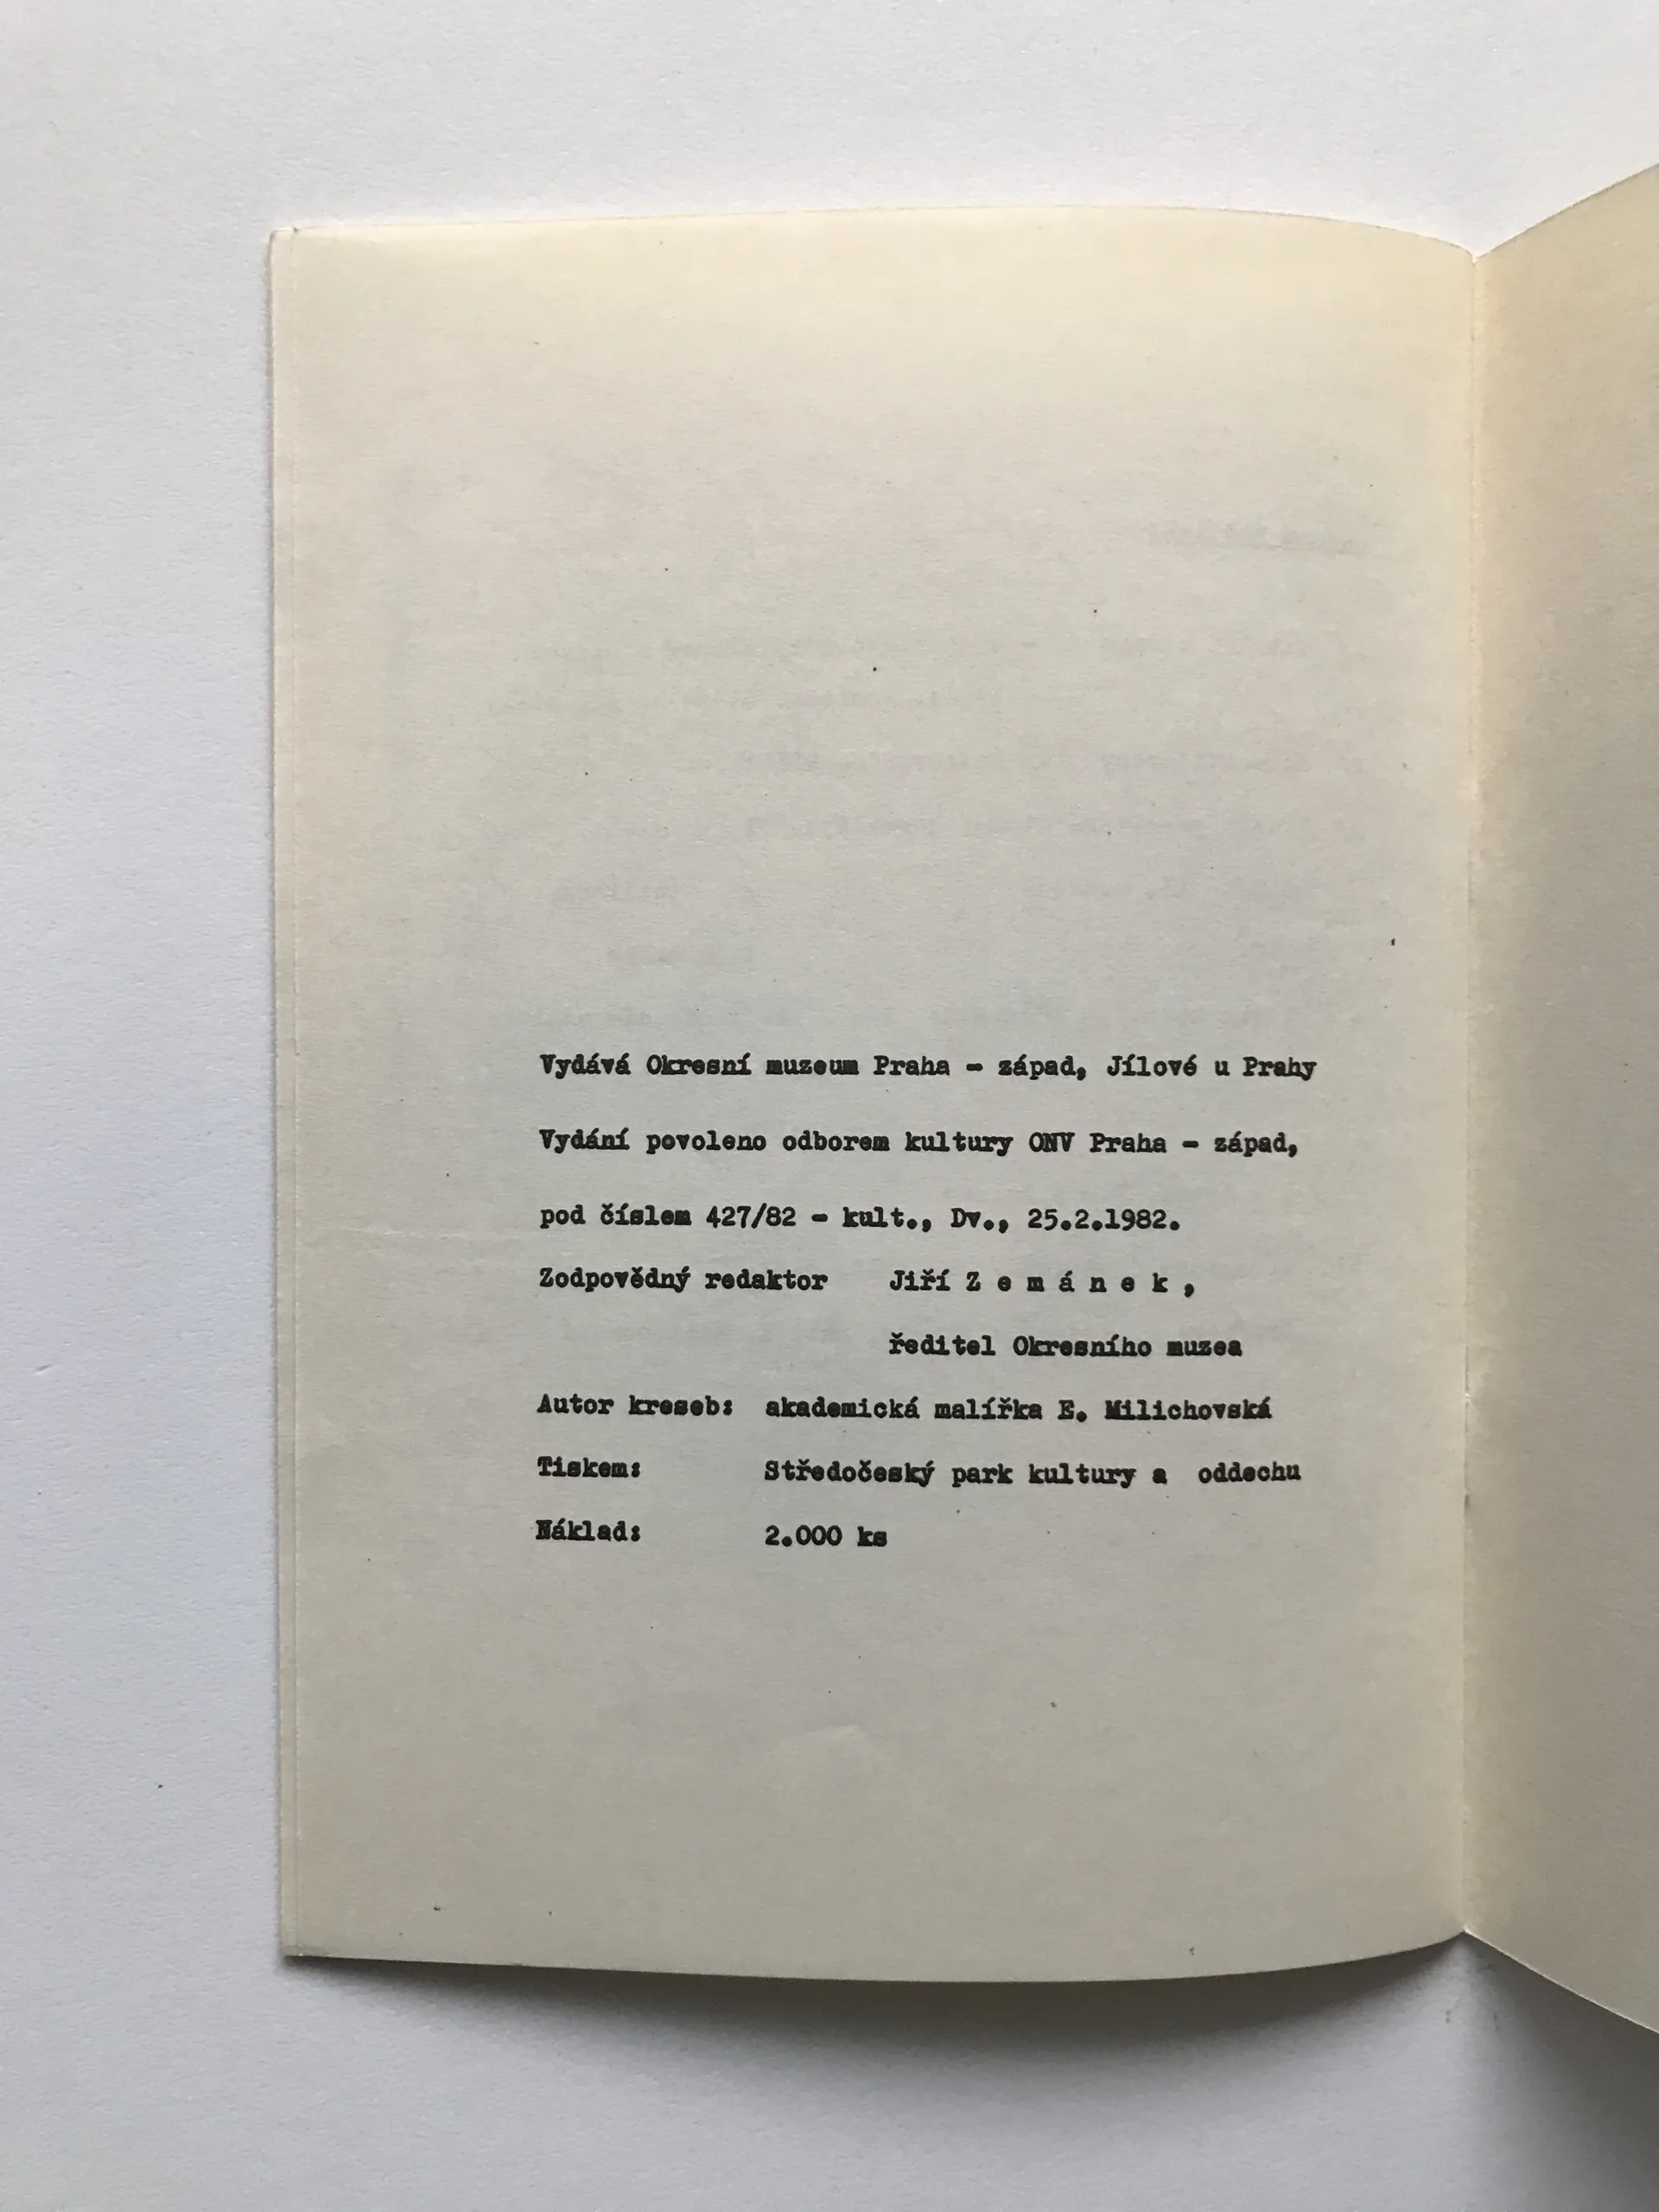 Vydává Okresní muzeum Praha - západ, Jílové u Prahy
Vydání povoleno odborem kultury ONV Praha - západ,
pod číslem 427/82 - kult., Dv., 25.2.1982.
Zodpovědný redaktor Jiří Z e m á n e k ,
ředitel Okresního muzea
Autor kreseb: akademická malířka E. Milichovská
Tiskem: Středočeský park kultury a oddechu
Náklad: 2.000 ks